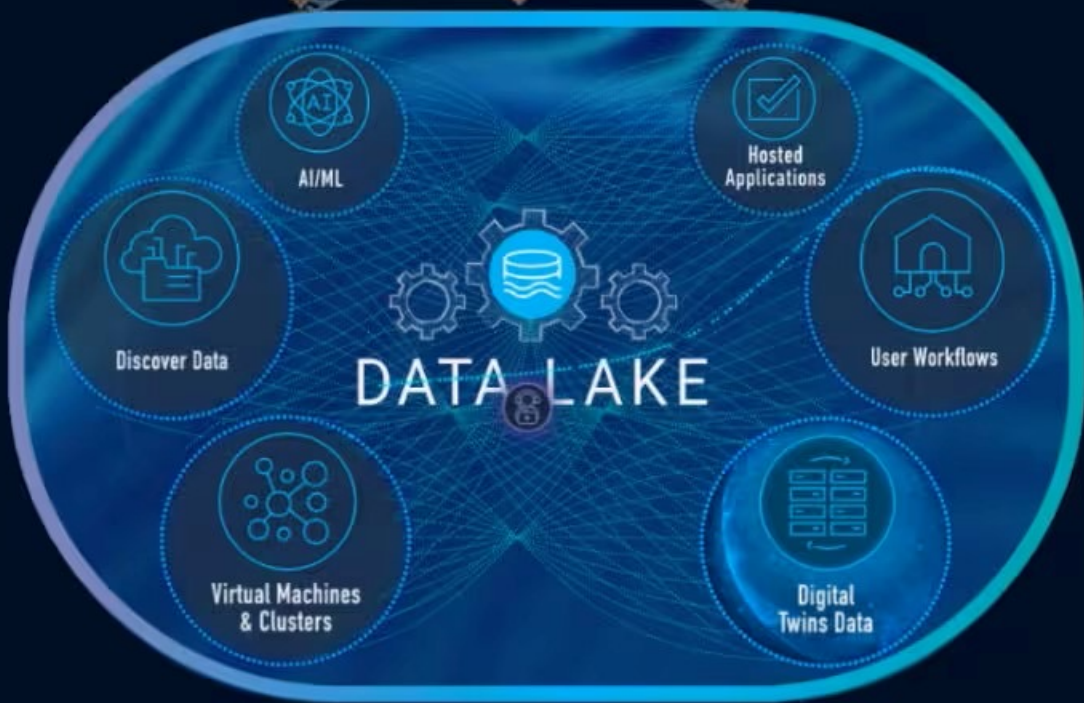 AI
AI/ML
Hosted
Applications
Discover Data
User Workflows
DATA LAKE
Virtual Machines
& Clusters
Digital
Twins Data